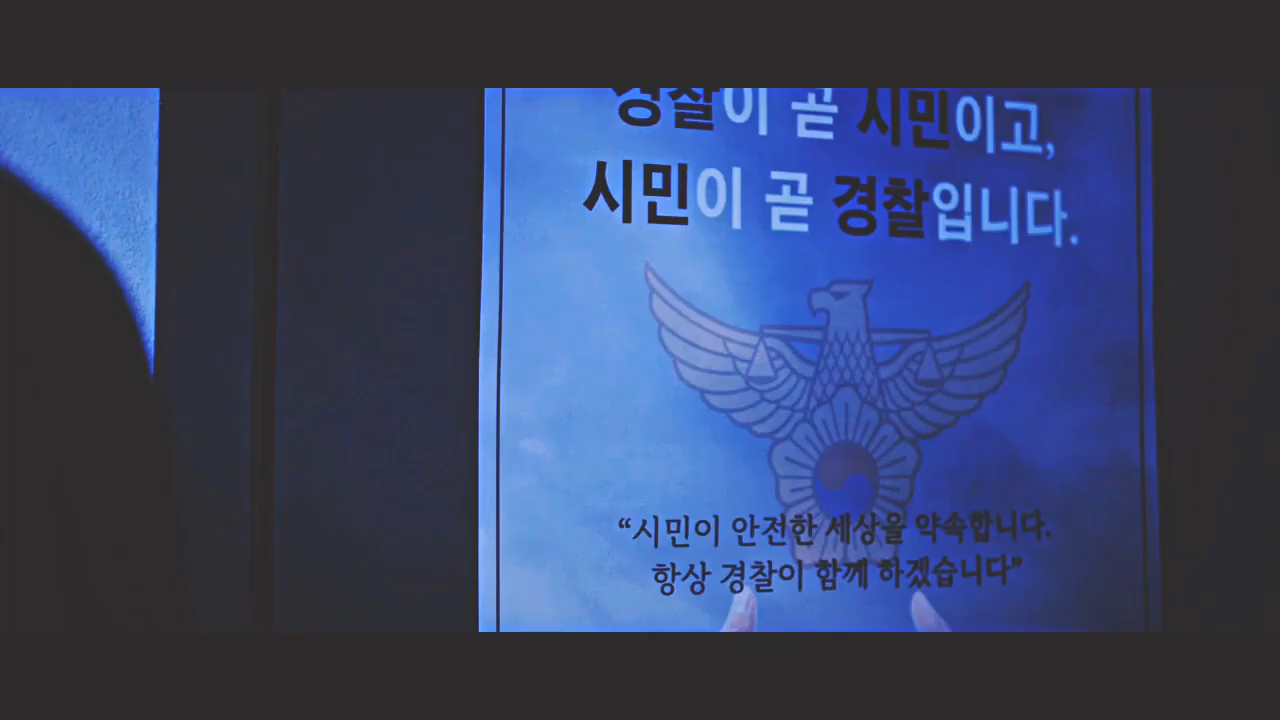 경찰이 곧 시민이고,
시민이 곧 경찰입니다.
“시민이 안전한 세상을 약속합니다.
항상 경찰이 함께 하겠습니다”